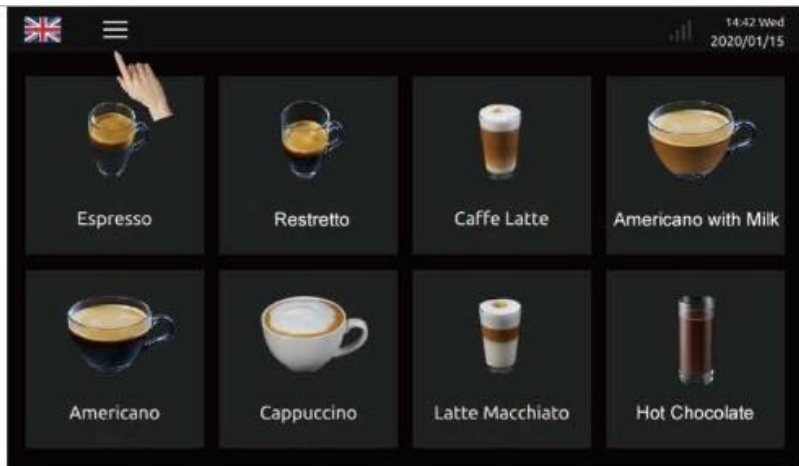 14:42 Wed
2020/01/15
Espresso
Restretto
Caffe Latte
Americano with Milk
Americano
Cappuccino
Latte Macchiato
Hot Chocolate